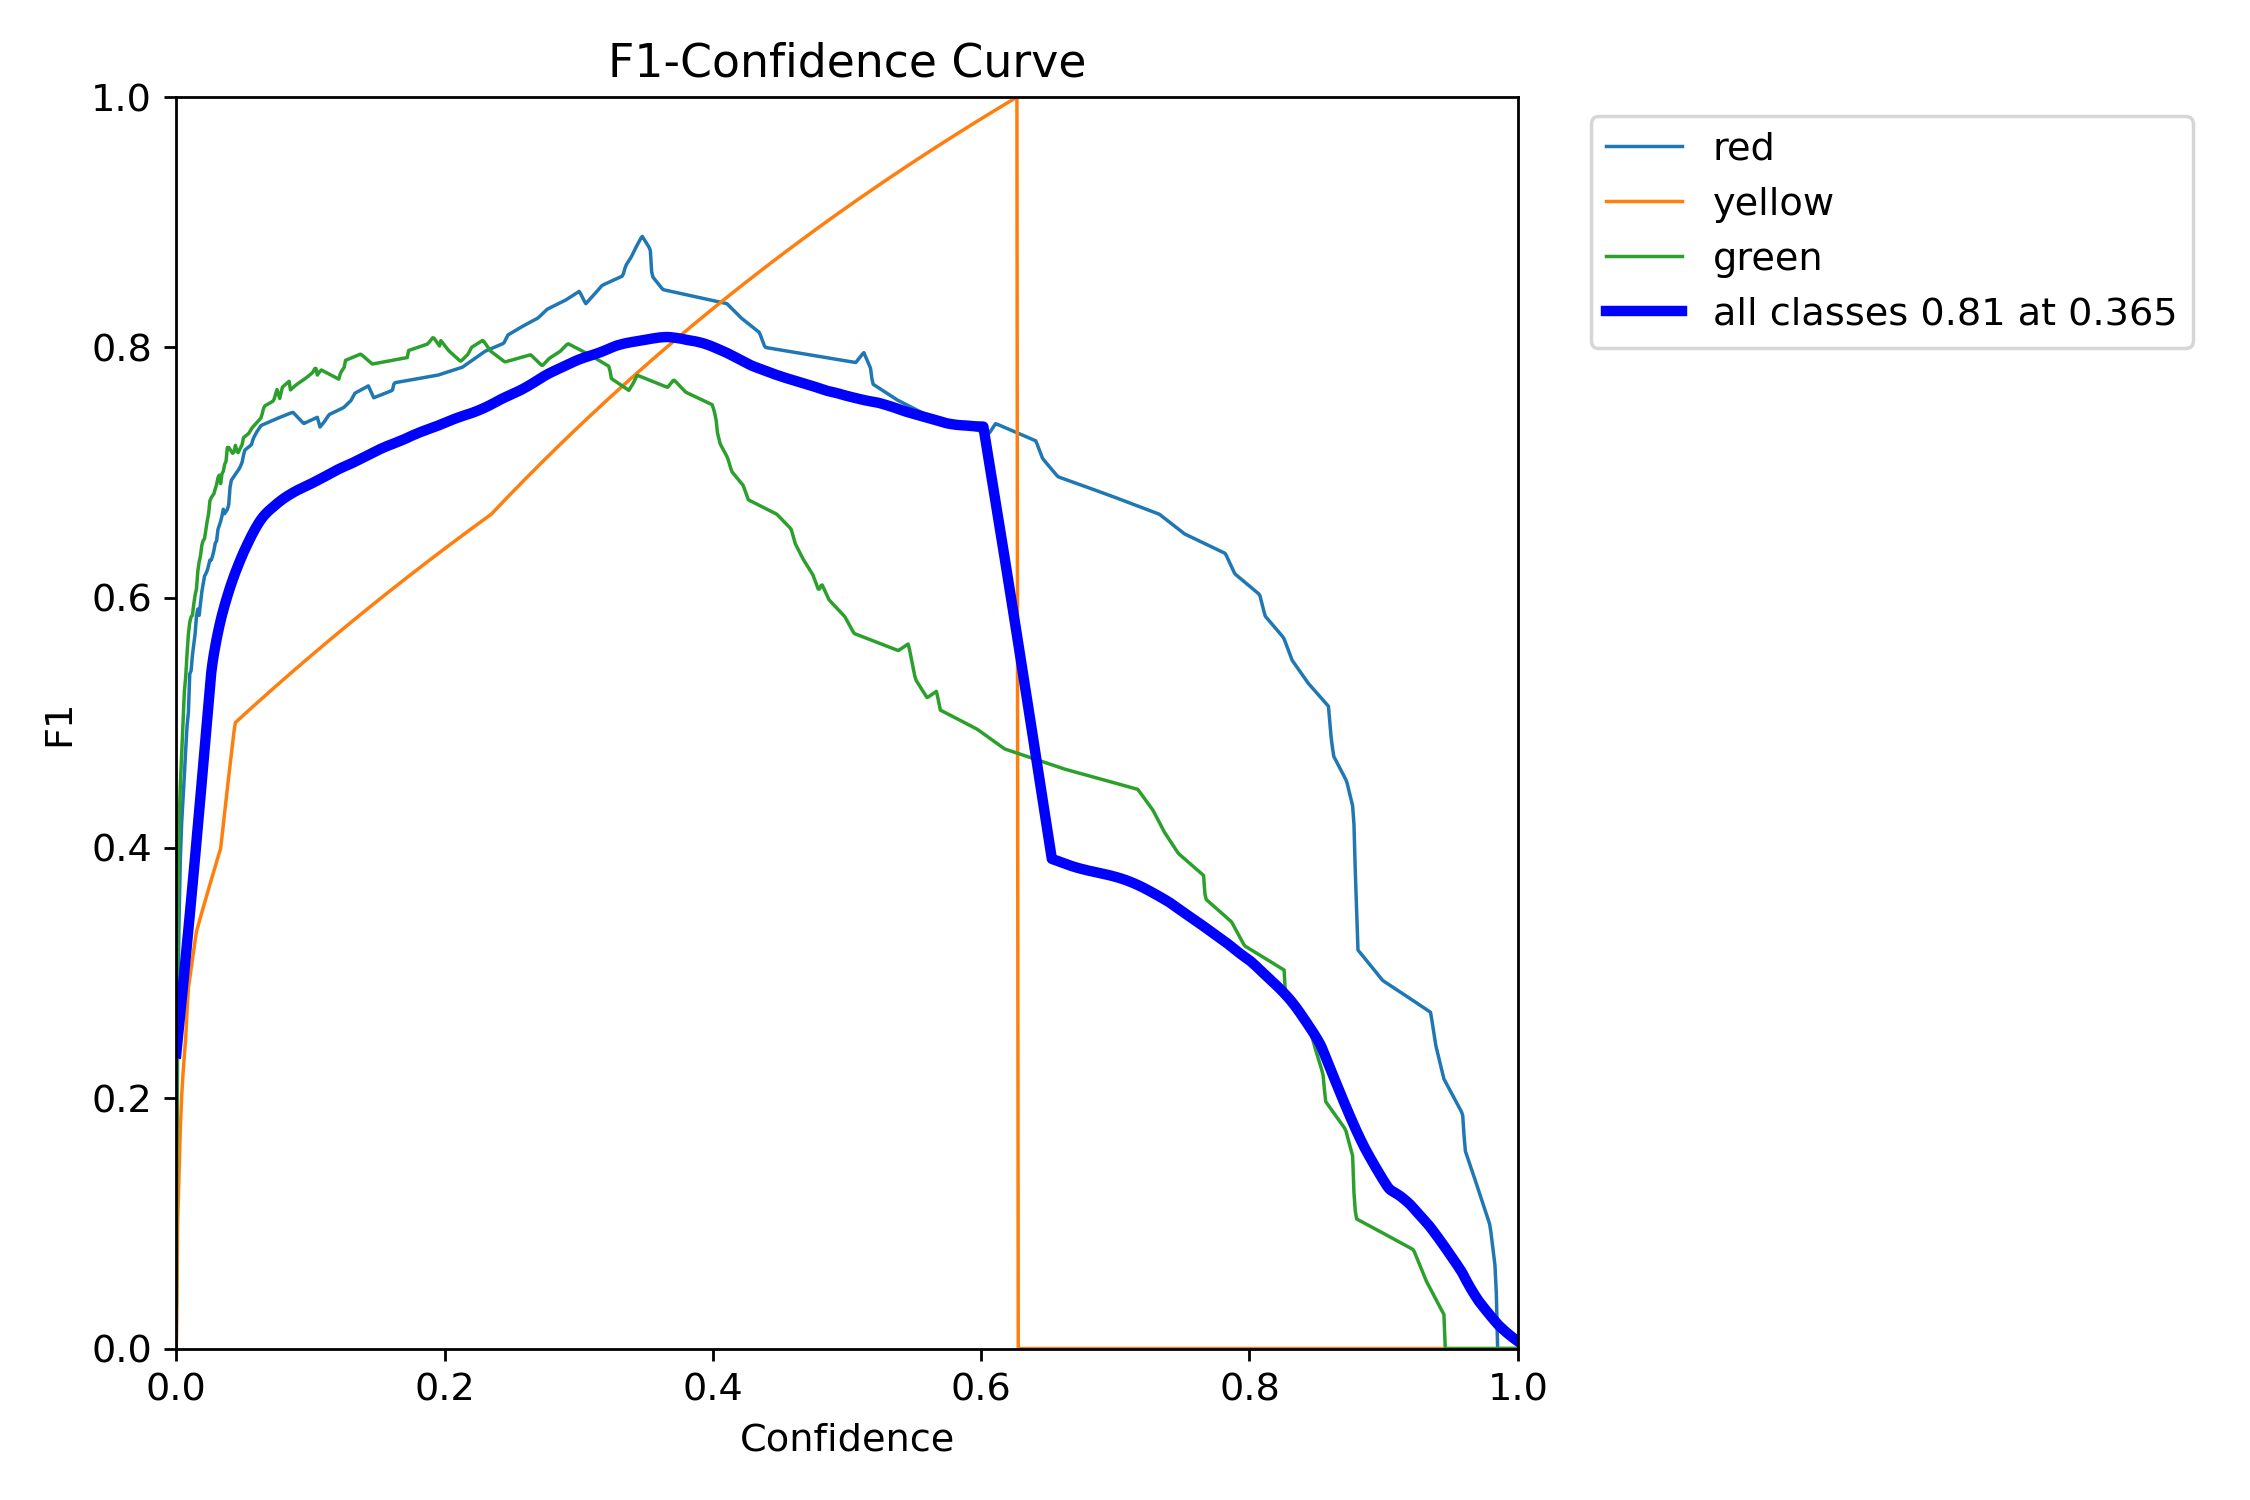 F1-Confidence Curve
1.0
0.8
0.6
0.4
0.2
0.0
F1
0.0 0.2 0.4 0.6 0.8 1.0
Confidence
red
yellow
green
all classes 0.81 at 0.365